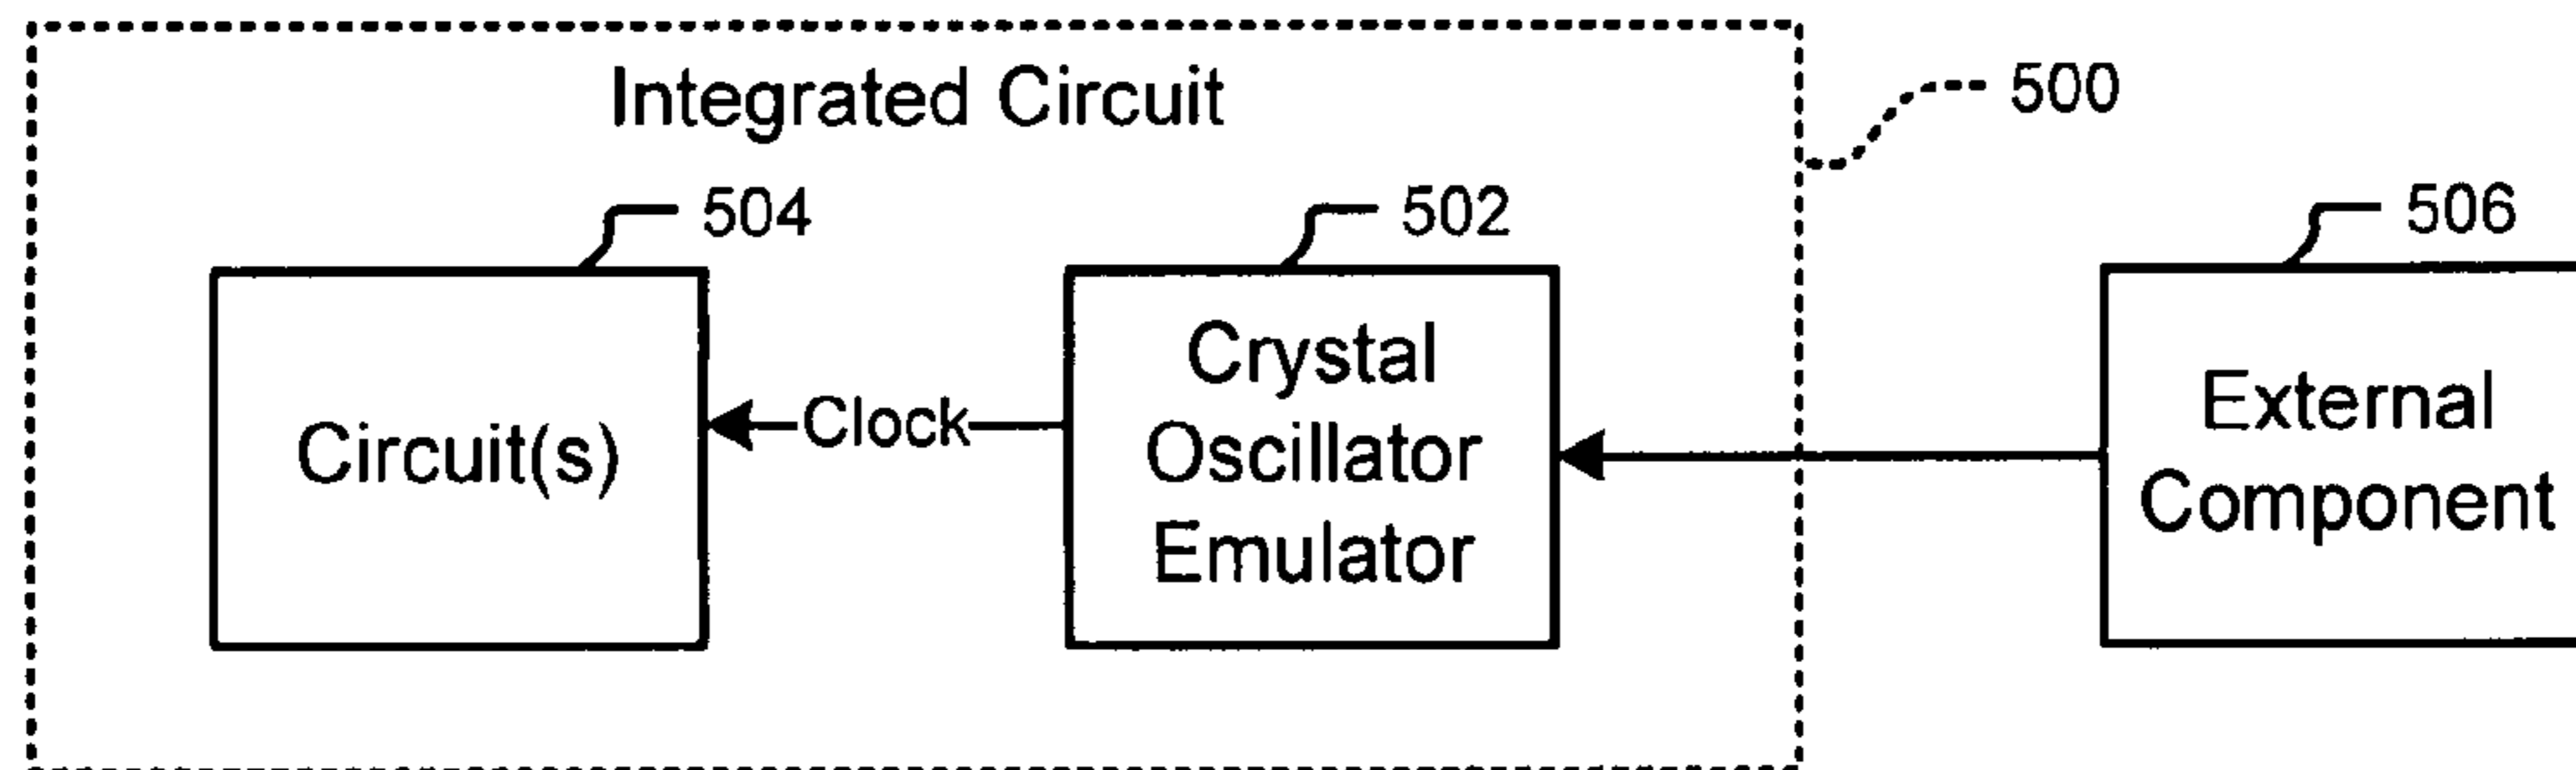 Integrated Circuit
500
504
502
506
Circuit(s)
Clock
Crystal
Oscillator
Emulator
External
Component